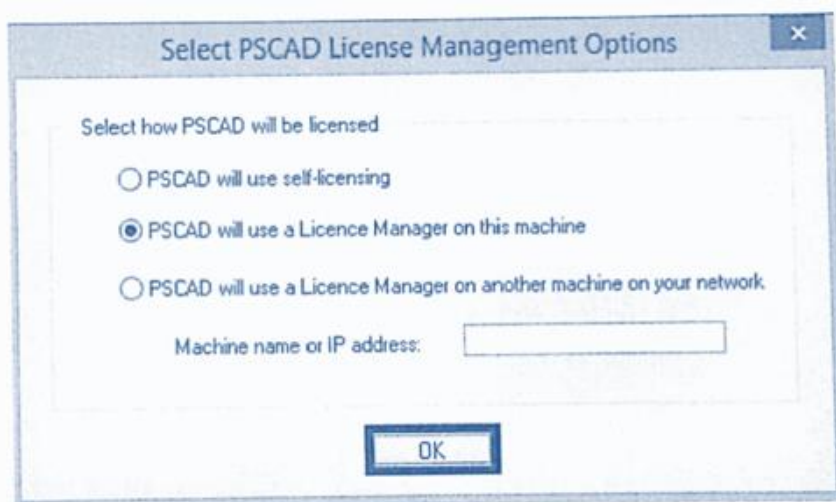 Select PSCAD License Management Options
Select how PSCAD will be licensed
PSCAD will use self-licensing
PSCAD will use a Licence Manager on this machine
PSCAD will use a Licence Manager on another machine on your network
Machine name or IP address:
OK